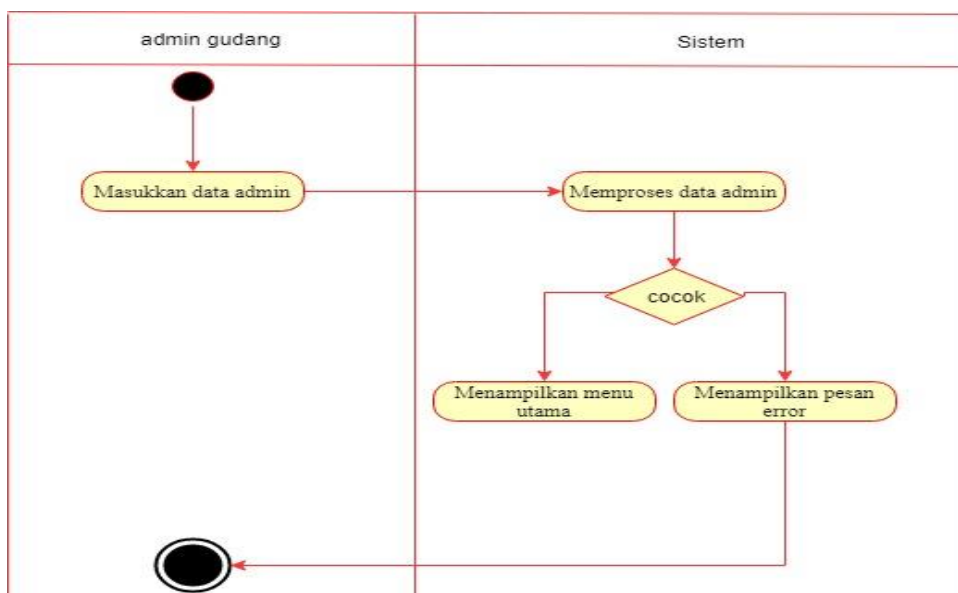 admin gudang
Sistem
Masukkan data admin
Memproses data admin
cocok
Menampilkan menu
utama
Menampilkan pesan
error